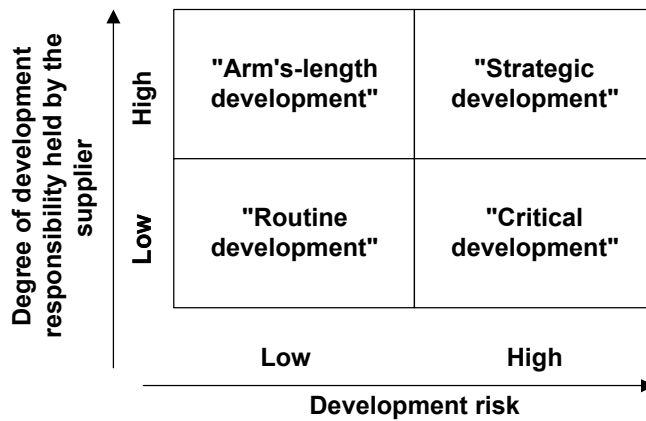 Degree of development
responsibility held by the
supplier
High
Low
"Arm's-length
development"
"Strategic
development"
"Routine
development"
"Critical
development"
Low
High
Development risk